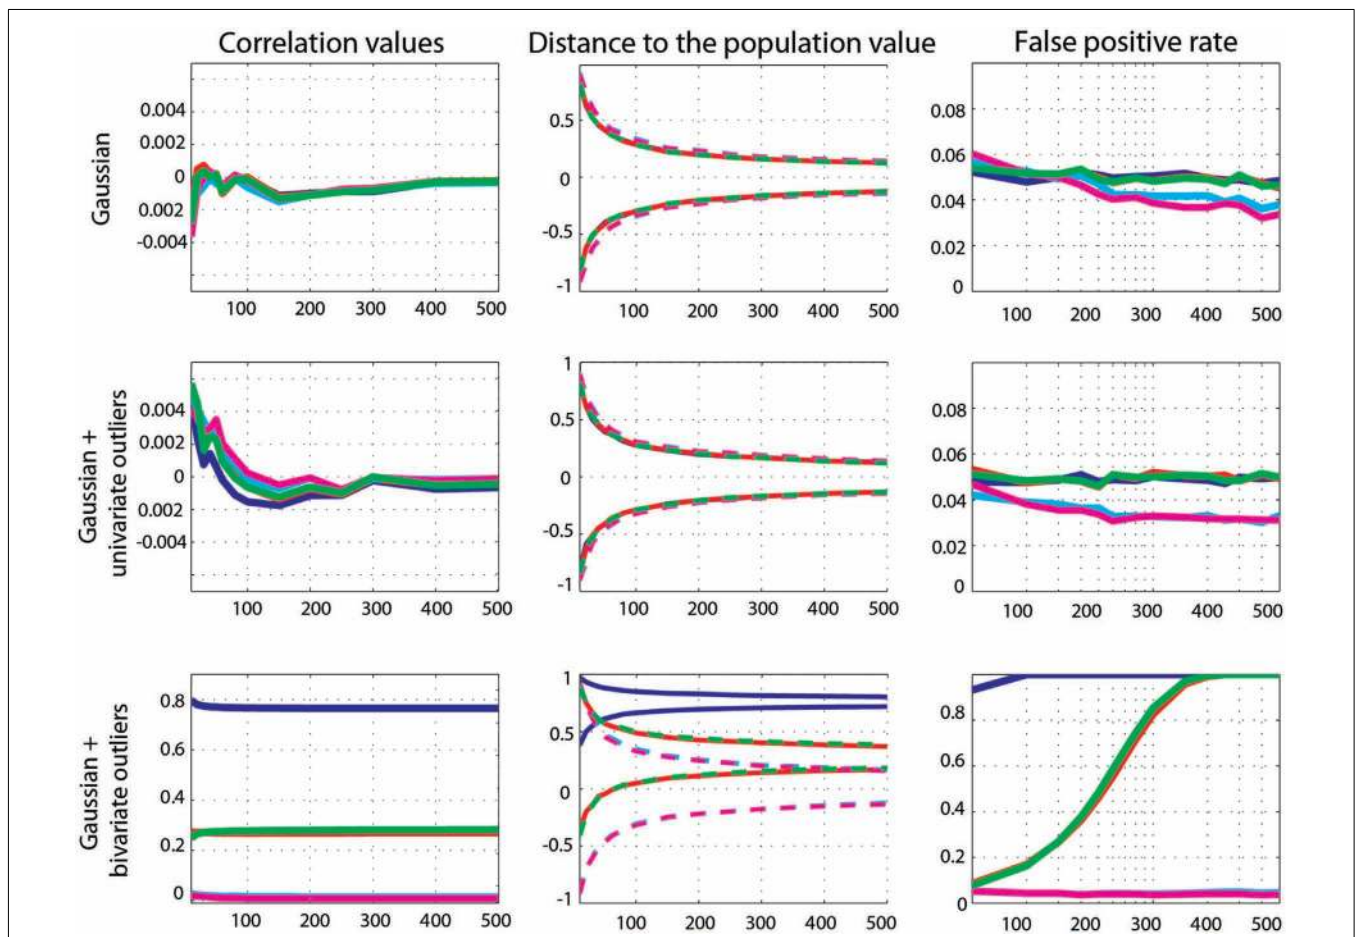 Correlation values
Distance to the population value
False positive rate
Gaussian
0.004
0.002
0
0.002
-0.004
100 200 300 400 500
0.5
0
-0.5
-1
100 200 300 400 500
0.08
0.06
0.04
0.02
0
100 200 300 400 500
Gaussian +
univariate outliers
0.004
0.002
0
0.002
-0.004
100 200 300 400 500
1
0.5
0
-0.5
-1
100 200 300 400 500
0.08
0.06
0.04
0.02
0
100 200 300 400 500
Gaussian +
bivariate outliers
0.8
0.6
0.4
0.2
0
100 200 300 400 500
1
0.5
0
-0.5
-1
100 200 300 400 500
0.8
0.6
0.4
0.2
0
100 200 300 400 500